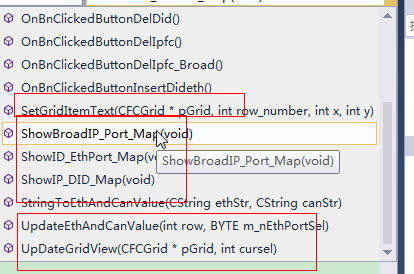 OnBnClickedButtonDelDid()
OnBnClickedButtonDelIpfc()
OnBnClickedButtonDelIpfc_Broad()
OnBnClickedButtonInsertDideth()
SetGridItemText(CFCGrid * pGrid, int row_number, int x, int y)
ShowBroadIP_Port_Map(void)
ShowID_EthPort_Map(vo
ShowBroadIP_Port_Map(void)
ShowIP_DID_Map(void)
StringToEthAndCanValue(CString ethStr, CString canStr)
UpdateEthAndCanValue(int row, BYTE m_nEthPortSel)
UpDateGridView(CFCGrid * pGrid, int cursel)